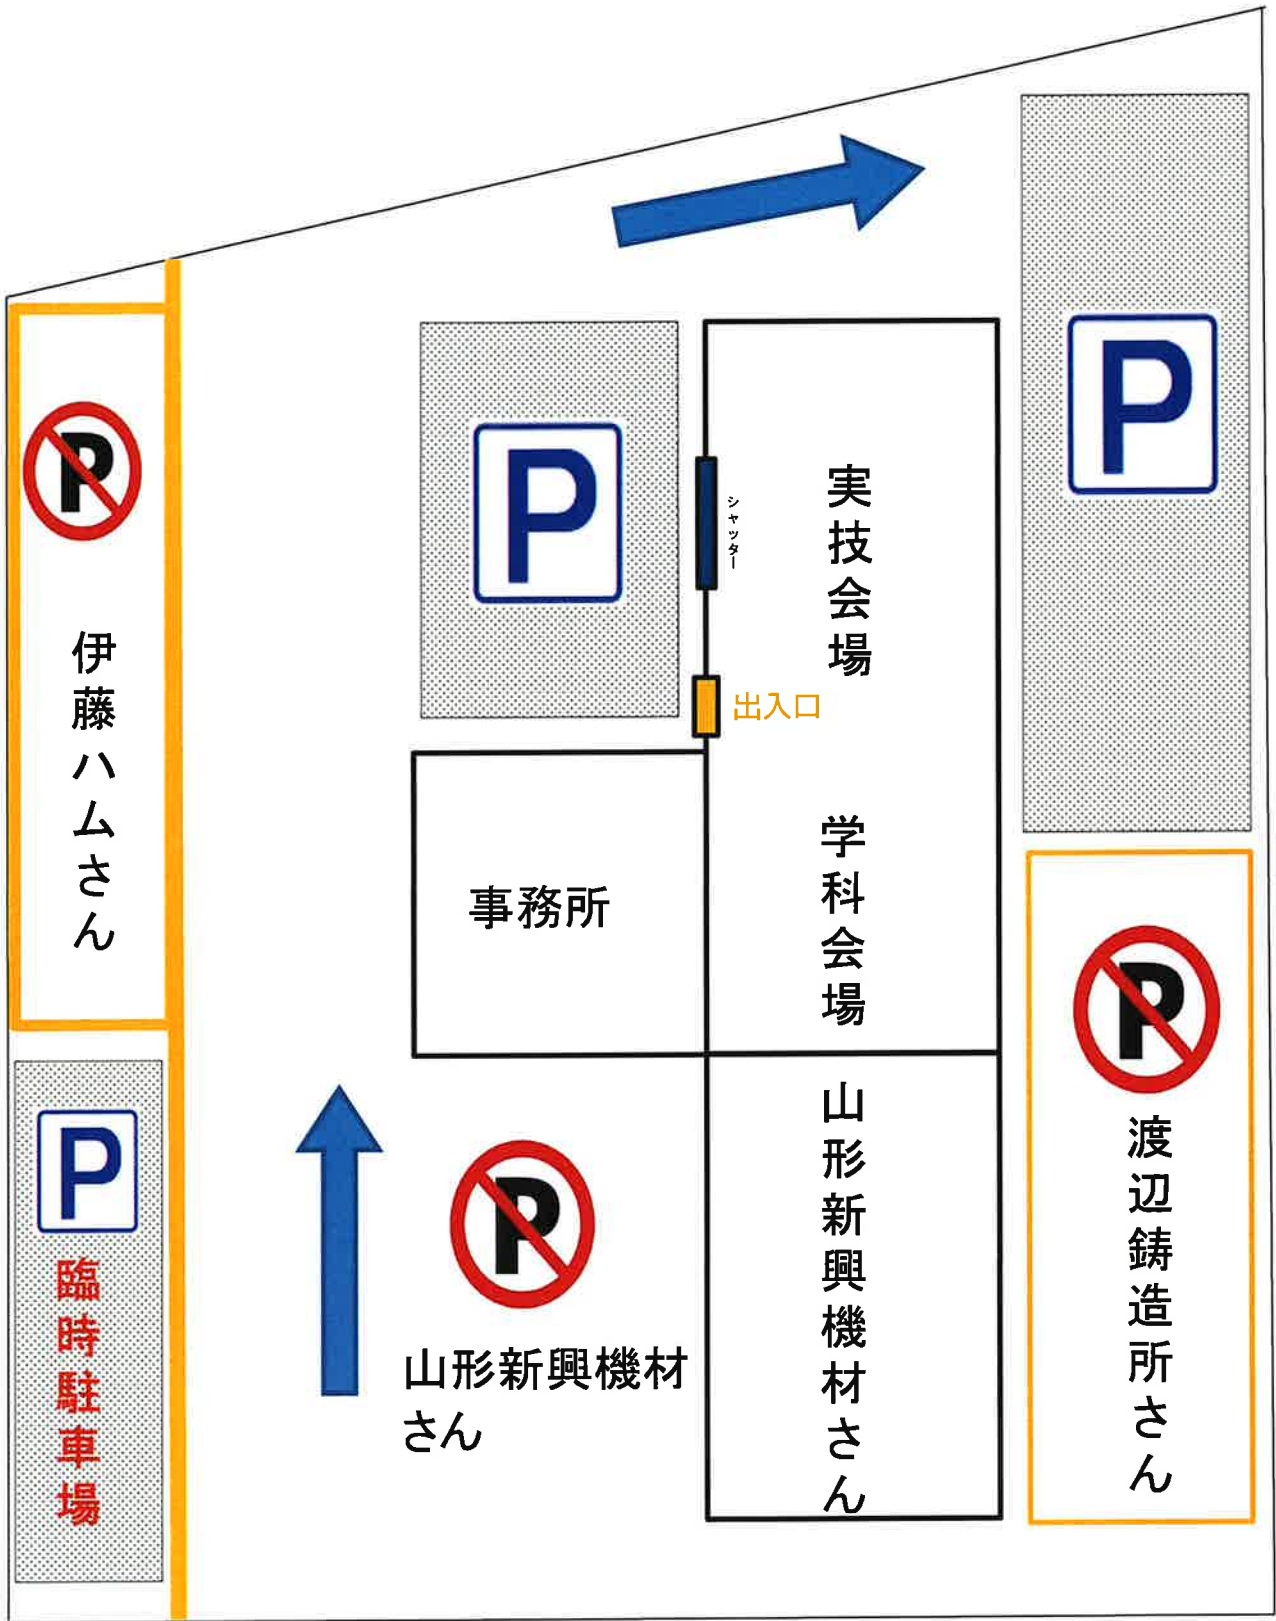 P
P
P
シャッター
実技会場
伊藤ハムさん
出入口
学科会場
事務所
P
P
臨時駐車場
P
山形新興機材
さん
山形新興機材さん
P
渡辺鋳造所さん